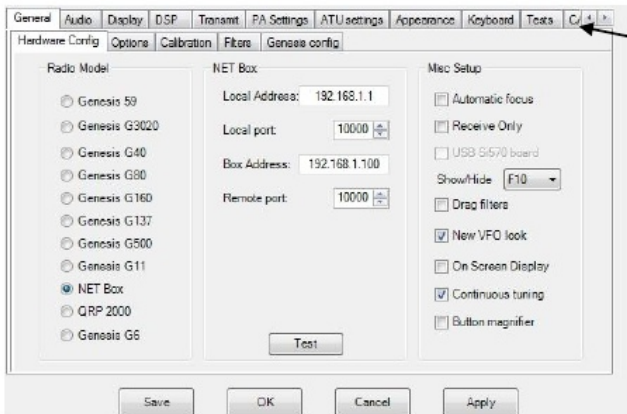 General Audio Display DSP Transmit PA Settings ATU settings Appearance Keyboard Tests
Hardware Config Options Calibration Filters Genesis config
Radio Model
Genesis 59
Genesis G3020
Genesis G40
Genesis G80
Genesis G160
Genesis G137
Genesis G500
Genesis G11
NET Box
QRP 2000
Genesis G6
NET Box
Local Address: 192.168.1.1
Local port: 10000
Box Address: 192.168.1.100
Remote port: 10000
Test
Misc Setup
Automatic focus
Receive Only
USB Si570 board
Show/Hide F10
Drag filters
New VFO look
On Screen Display
Continuous tuning
Button magnifier
Save OK Cancel Apply